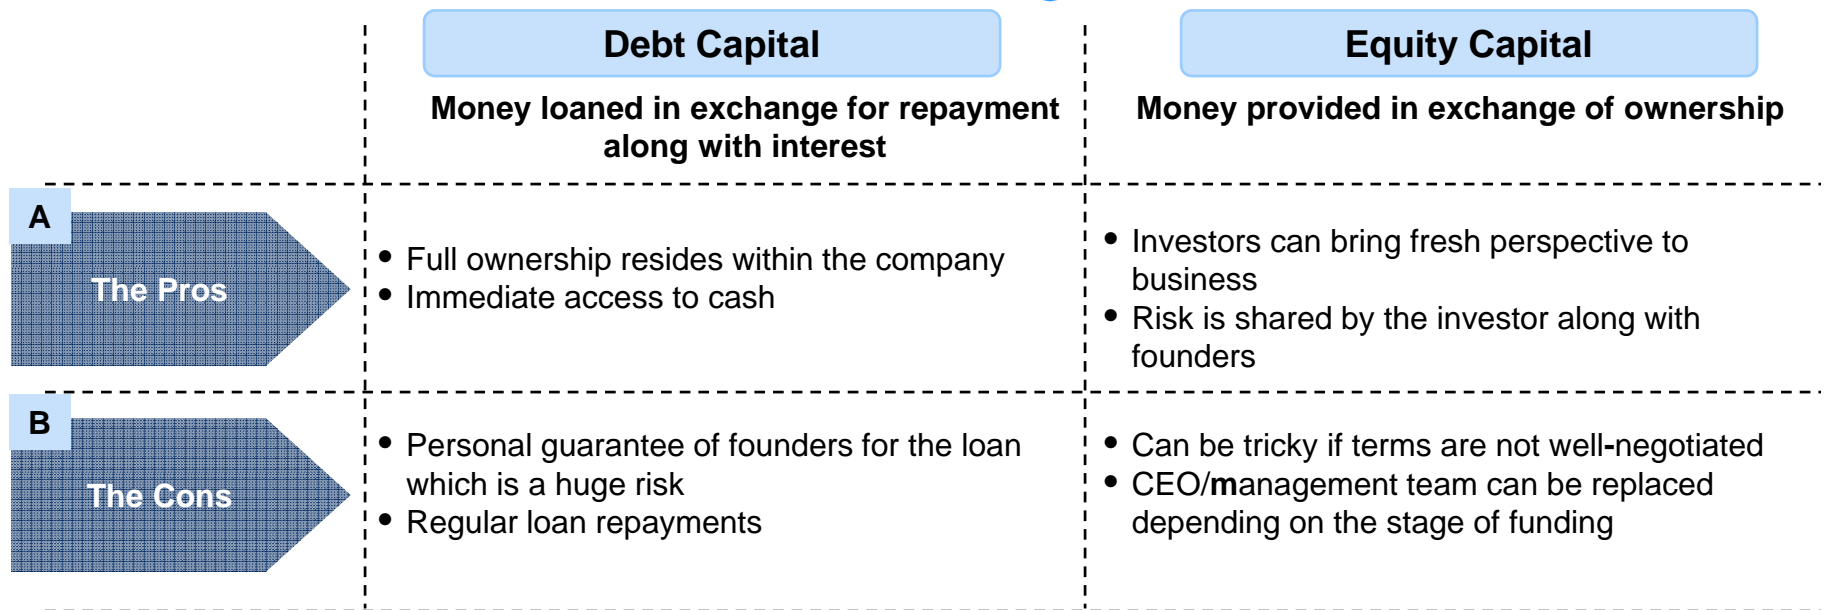 Debt Capital
Equity Capital
Money loaned in exchange for repayment
along with interest
Money provided in exchange of ownership
A
The Pros
• Full ownership resides within the company
• Immediate access to cash
• Investors can bring fresh perspective to
business
• Risk is shared by the investor along with
founders
B
The Cons
• Personal guarantee of founders for the loan
which is a huge risk
• Regular loan repayments
• Can be tricky if terms are not well-negotiated
• CEO/management team can be replaced
depending on the stage of funding